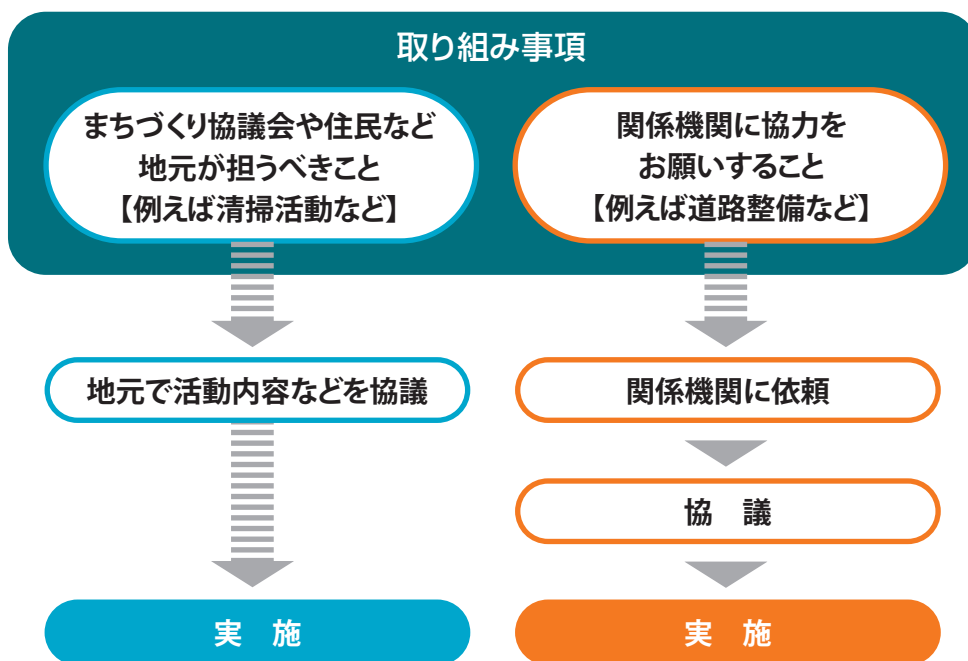 取り組み事項
まちづくり協議会や住民など
地元が担うべきこと
【例えば清掃活動など】
関係機関に協力を
お願いすること
【例えば道路整備など】
地元で活動内容などを協議
関係機関に依頼
協　議
実　施
実　施